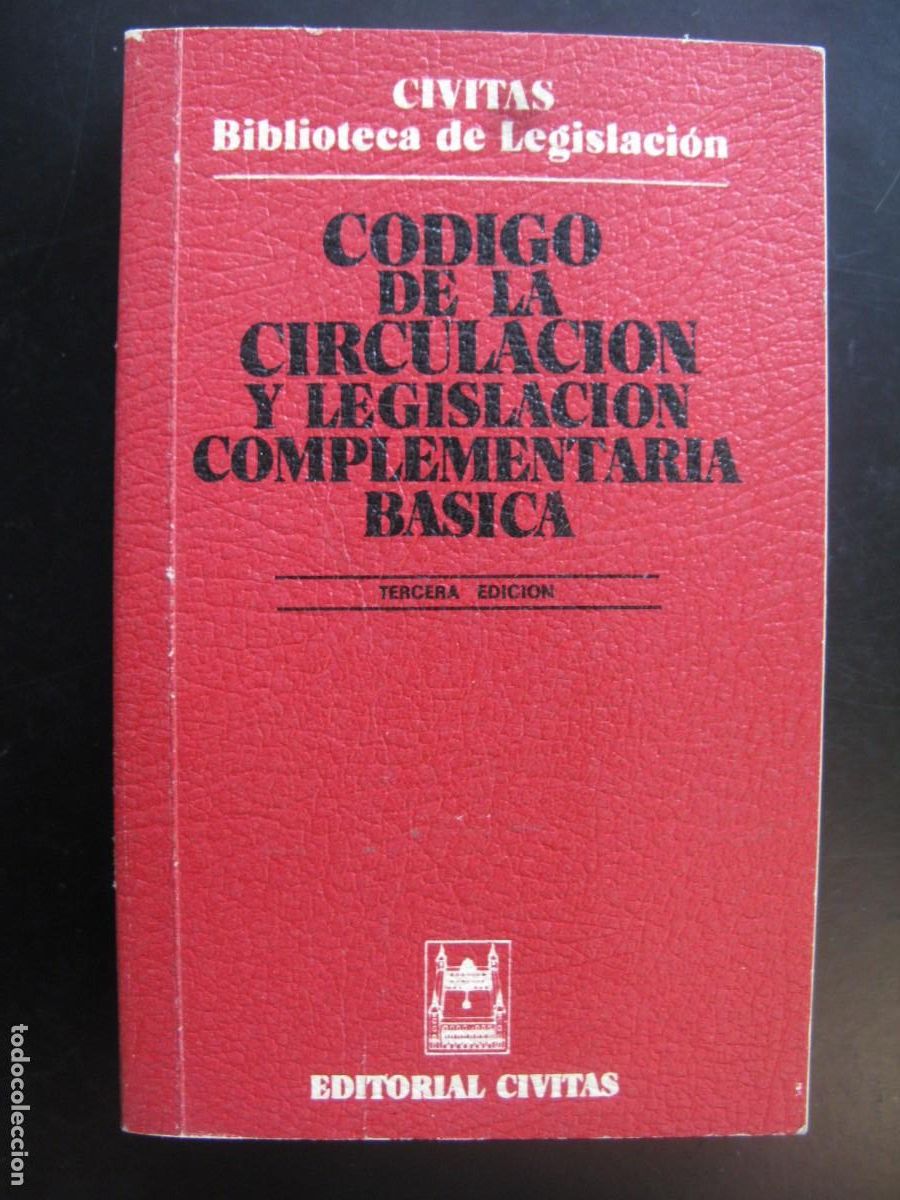 CIVITAS
Biblioteca de Legislación
CODIGO
DE LA
CIRCULACION
Y LEGISLACION
COMPLEMENTARIA
BASICA
TERCERA EDICION
EDITORIAL CIVITAS
todocoleccion